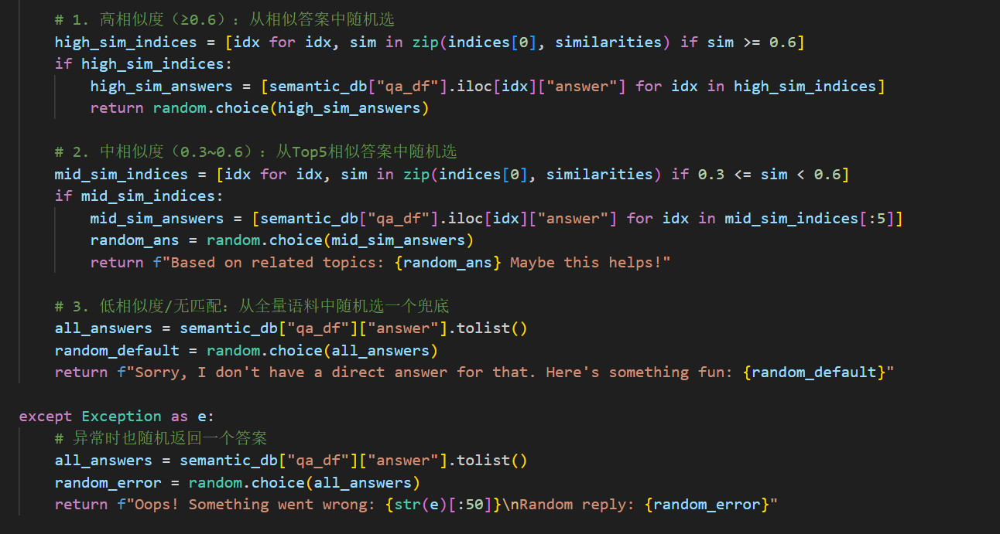 # 1. 高相似度（≥0.6）：从相似答案中随机选
high_sim_indices = [idx for idx, sim in zip(indices[0], similarities) if sim >= 0.6]
if high_sim_indices:
    high_sim_answers = [semantic_db["qa_df"].iloc[idx]["answer"] for idx in high_sim_indices]
    return random.choice(high_sim_answers)
# 2. 中相似度（0.3~0.6）：从Top5相似答案中随机选
mid_sim_indices = [idx for idx, sim in zip(indices[0], similarities) if 0.3 <= sim < 0.6]
if mid_sim_indices:
    mid_sim_answers = [semantic_db["qa_df"].iloc[idx]["answer"] for idx in mid_sim_indices[:5]]
    random_ans = random.choice(mid_sim_answers)
    return f"Based on related topics: {random_ans} Maybe this helps!"
# 3. 低相似度/无匹配：从全量语料中随机选一个兜底
all_answers = semantic_db["qa_df"]["answer"].tolist()
random_default = random.choice(all_answers)
return f"Sorry, I don't have a direct answer for that. Here's something fun: {random_default}"
except Exception as e:
    # 异常时也随机返回一个答案
    all_answers = semantic_db["qa_df"]["answer"].tolist()
    random_error = random.choice(all_answers)
    return f"Oops! Something went wrong: {str(e)[:50]}\nRandom reply: {random_error}"